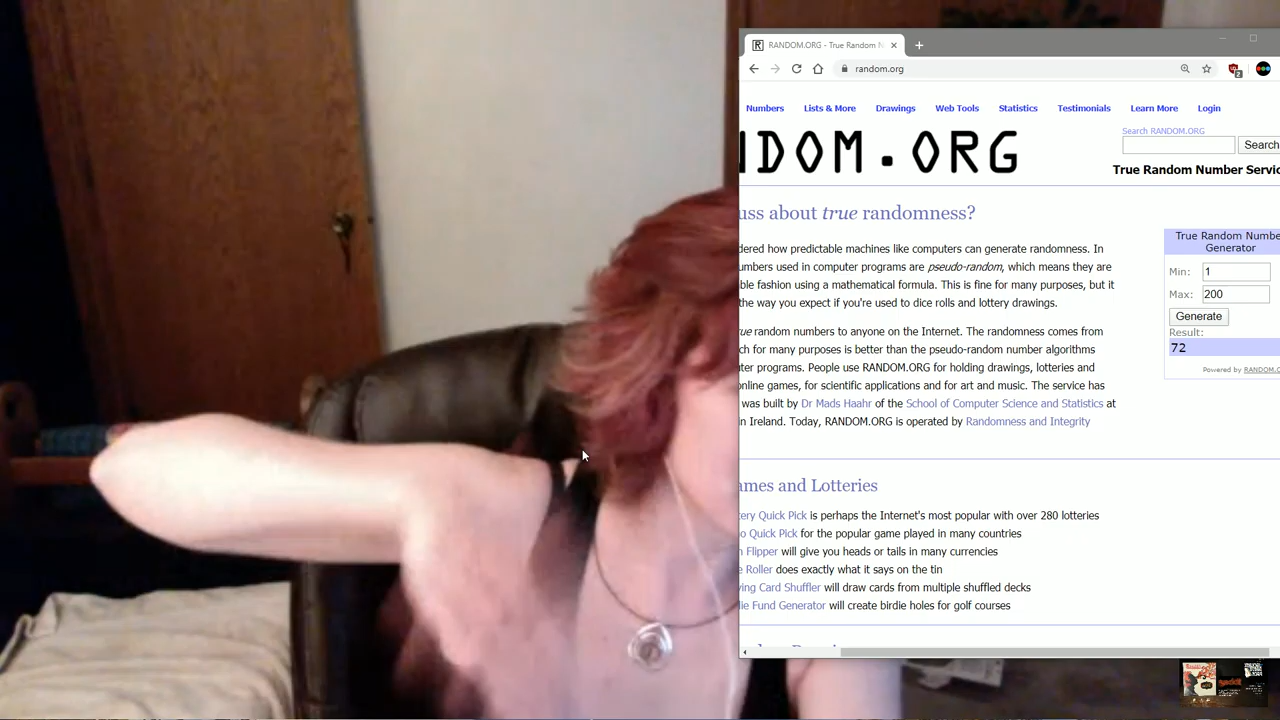 RANDOM.ORG - True Random N
random.org
2
Numbers Lists & More Drawings Web Tools Statistics Testimonials Learn More Login
Search RANDOM.ORG
NDOM.ORG
Search
True Random Number Servic
uss about true randomness?
dered how predictable machines like computers can generate randomness. In
umbers used in computer programs are pseudo-random, which means they are
ble fashion using a mathematical formula. This is fine for many purposes, but it
the way you expect if you're used to dice rolls and lottery drawings.
rue random numbers to anyone on the Internet. The randomness comes from
ch for many purposes is better than the pseudo-random number algorithms
uter programs. People use RANDOM.ORG for holding drawings, lotteries and
online games, for scientific applications and for art and music. The service has
was built by Dr Mads Haahr of the School of Computer Science and Statistics at
in Ireland. Today, RANDOM.ORG is operated by Randomness and Integrity
True Random Numbe
Generator
Min: 1
Max: 200
Generate
Result:
72
Powered by RANDOM.O
ames and Lotteries
tery Quick Pick is perhaps the Internet's most popular with over 280 lotteries
o Quick Pick for the popular game played in many countries
n Flipper will give you heads or tails in many currencies
e Roller does exactly what it says on the tin
ying Card Shuffler will draw cards from multiple shuffled decks
die Fund Generator will create birdie holes for golf courses